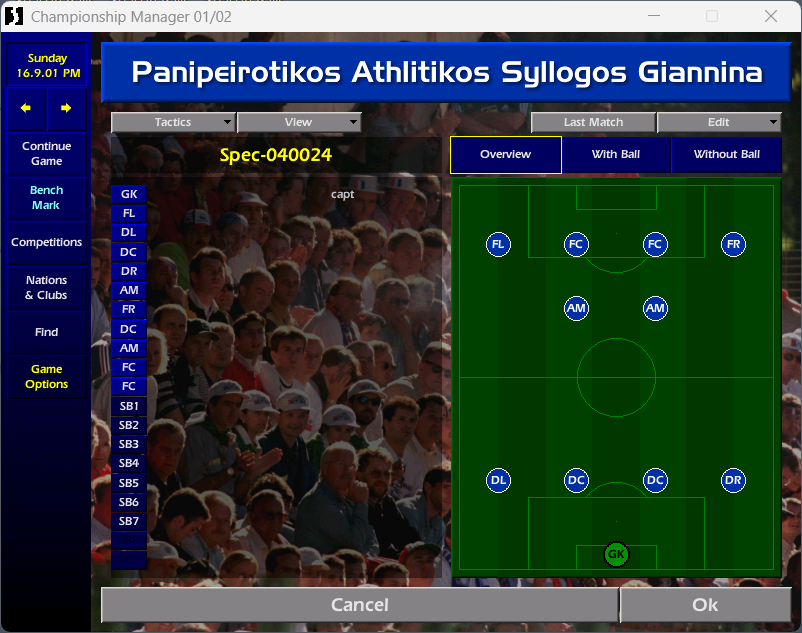 Championship Manager 01/02
Sunday
16.9.01 PM
Panipeirotikos Athlitikos Syllogos Giannina
Tactics
View
Last Match
Edit
Continue
Game
Bench
Mark
Competitions
Nations
& Clubs
Find
Game
Options
Spec-040024
Overview
With Ball
Without Ball
GK
capt
FL
DL
DC
DR
AM
FR
DC
AM
FC
FC
SB1
SB2
SB3
SB4
SB5
SB6
SB7
FL FC FC FR
AM AM
DL DC DC DR
GK
Cancel
Ok